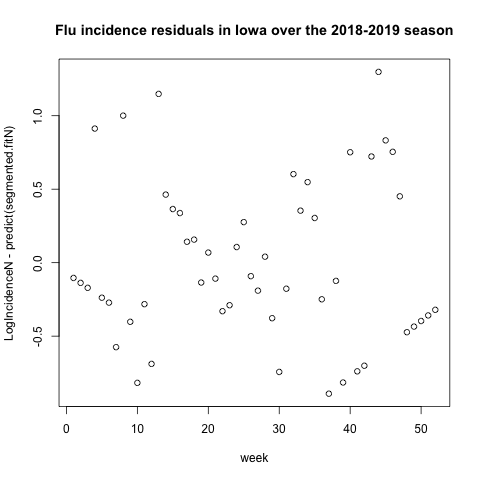 Flu incidence residuals in Iowa over the 2018-2019 season
LogIncidenceN - predict(segmented.fitN)
1.0
0.5
0.0
-0.5
0 10 20 30 40 50
week